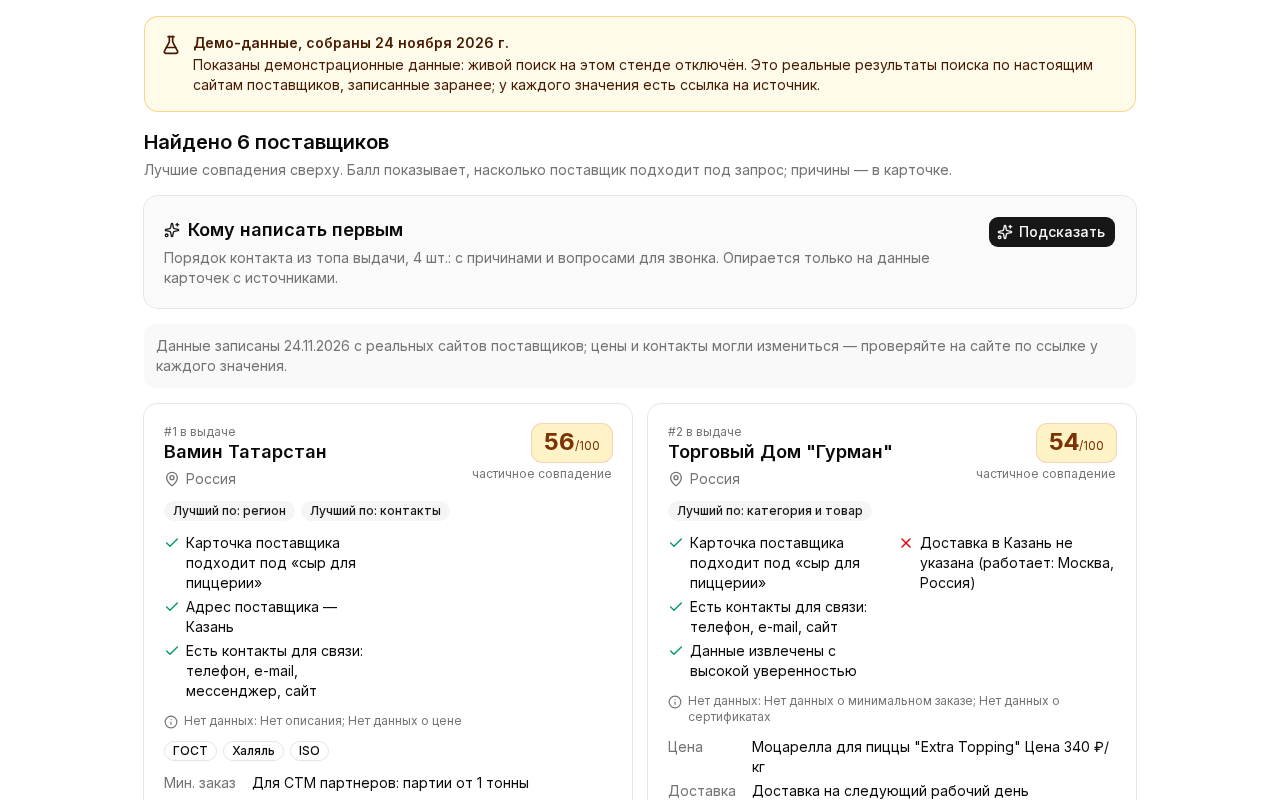 Демо-данные, собраны 24 ноября 2026 г.
Показаны демонстрационные данные: живой поиск на этом стенде отключён. Это реальные результаты поиска по настоящим
сайтам поставщиков, записанные заранее; у каждого значения есть ссылка на источник.
Найдено 6 поставщиков
Лучшие совпадения сверху. Балл показывает, насколько поставщик подходит под запрос; причины — в карточке.
Кому написать первым
Подсказать
Порядок контакта из топа выдачи, 4 шт.: с причинами и вопросами для звонка. Опирается только на данные
карточек с источниками.
Данные записаны 24.11.2026 с реальных сайтов поставщиков; цены и контакты могли измениться — проверяйте на сайте по ссылке у
каждого значения.
#1 в выдаче
Вамин Татарстан
Россия
56/100
частичное совпадение
Лучший по: регион
Лучший по: контакты
Карточка поставщика
подходит под «сыр для
пиццерии»
Адрес поставщика —
Казань
Есть контакты для связи:
телефон, e-mail,
мессенджер, сайт
Нет данных: Нет описания; Нет данных о цене
ГОСТ
Халяль
ISO
Мин. заказ Для СТМ партнеров: партии от 1 тонны
#2 в выдаче
Торговый Дом "Гурман"
Россия
54/100
частичное совпадение
Лучший по: категория и товар
Карточка поставщика
подходит под «сыр для
пиццерии»
Есть контакты для связи:
телефон, e-mail, сайт
Данные извлечены с
высокой уверенностью
Доставка в Казань не
указана (работает: Москва,
Россия)
Нет данных: Нет данных о минимальном заказе; Нет данных о
сертификатах
Цена Моцарелла для пиццы "Extra Topping" Цена 340 ₽/
кг
Доставка Доставка на следующий рабочий день